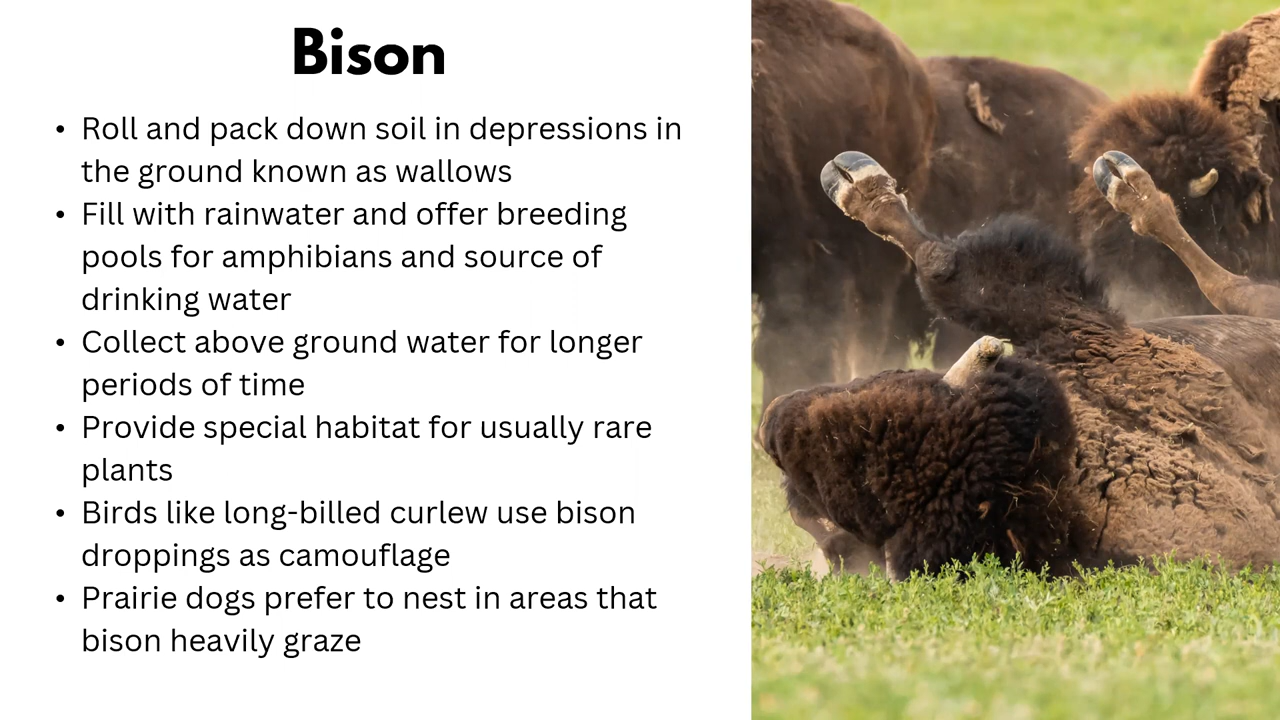 Bison
• Roll and pack down soil in depressions in
the ground known as wallows
• Fill with rainwater and offer breeding
pools for amphibians and source of
drinking water
• Collect above ground water for longer
periods of time
• Provide special habitat for usually rare
plants
• Birds like long-billed curlew use bison
droppings as camouflage
• Prairie dogs prefer to nest in areas that
bison heavily graze